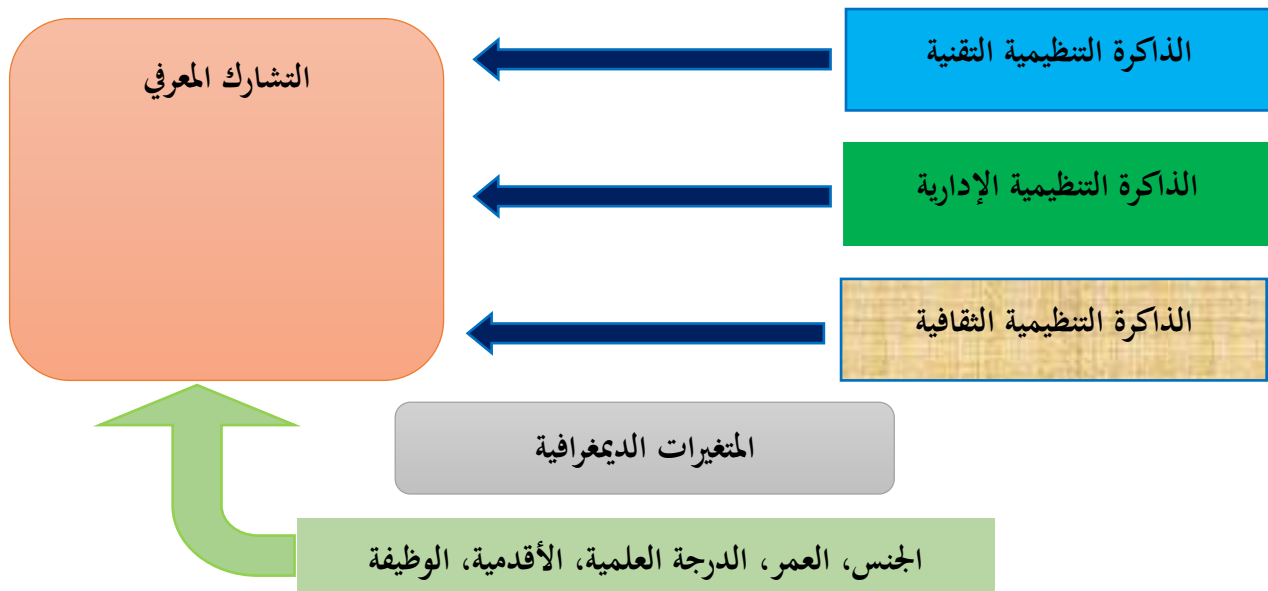 الذاكرة التنظيمية التقنية
التشارك المعرفي
الذاكرة التنظيمية الإدارية
الذاكرة التنظيمية الثقافية
المتغيرات الديمغرافية
الجنس، العمر، الدرجة العلمية، الأقدمية، الوظيفة